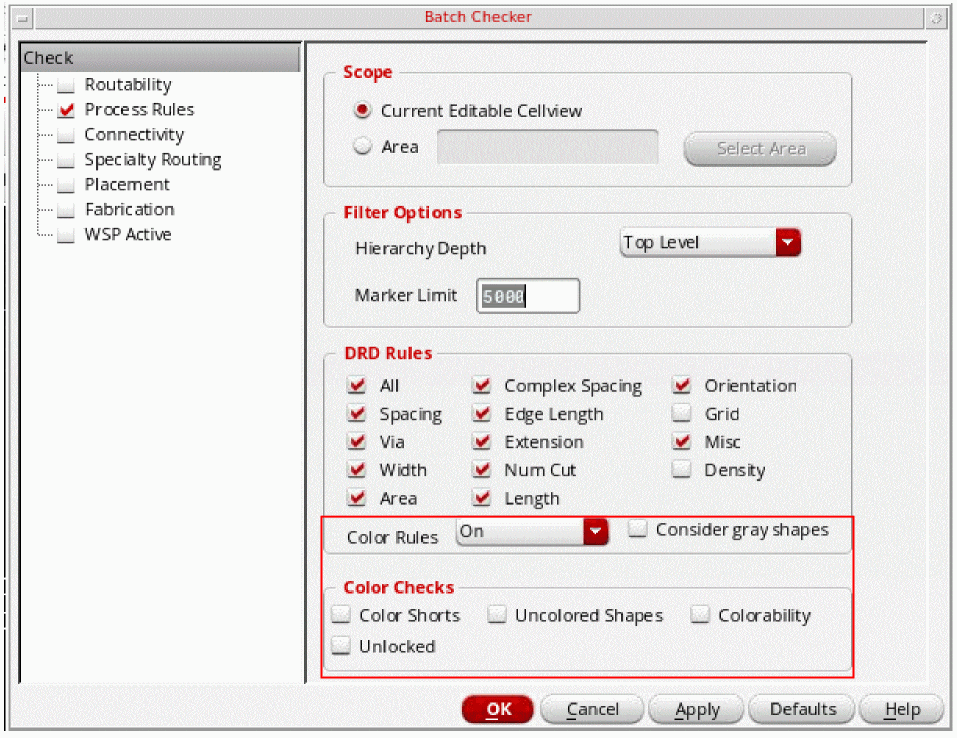 Batch Checker
Check
Routability
Process Rules
Connectivity
Specialty Routing
Placement
Fabrication
WSP Active
Scope
Current Editable Cellview
Area
Select Area
Filter Options
Hierarchy Depth
Top Level
Marker Limit
5000
DRD Rules
All Complex Spacing Orientation
Spacing Edge Length Grid
Via Extension Misc
Width Num Cut Density
Area Length
Color Rules On Consider gray shapes
Color Checks
Color Shorts Uncolored Shapes Colorability
Unlocked
OK Cancel Apply Defaults Help